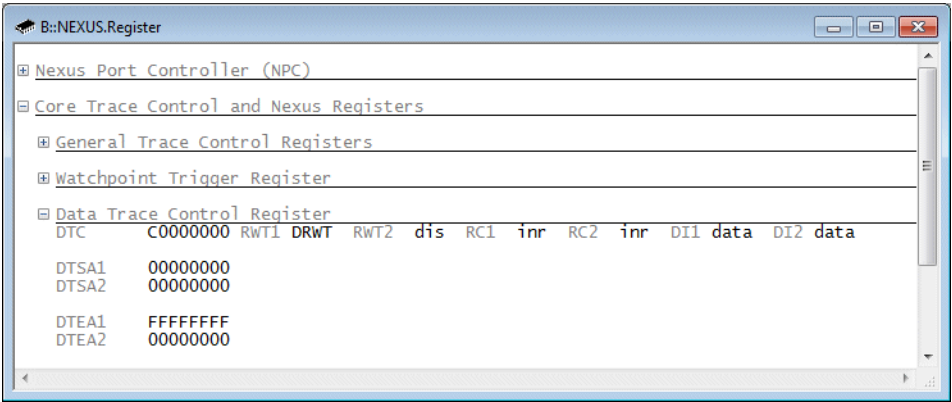 B::NEXUS.Register
Nexus Port Controller (NPC)
Core Trace Control and Nexus Registers
General Trace Control Registers
Watchpoint Trigger Register
Data Trace Control Register
DTC C0000000 RWT1 DRWT RWT2 dis RC1 inr RC2 inr DI1 data DI2 data
DTSA1 00000000
DTSA2 00000000
DTEA1 FFFFFFFF
DTEA2 00000000